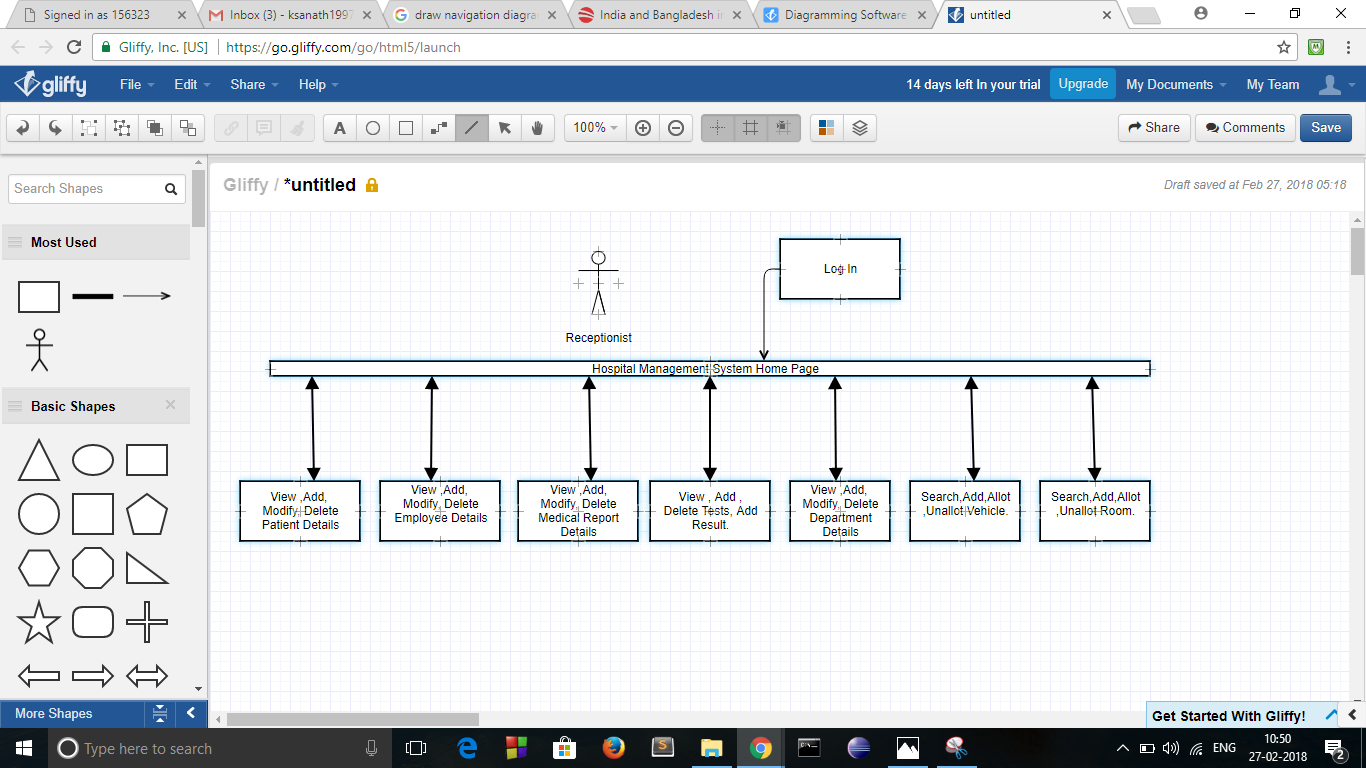 Signed in as 156323
Inbox (3) - ksanath1997
draw navigation diagra
India and Bangladesh i
Diagramming Software
untitled
Gliffy, Inc. [US]
https://go.gliffy.com/go/html5/launch
gliffy
File
Edit
Share
Help
14 days left In your trial
Upgrade
My Documents
My Team
A
100%
Share
Comments
Save
Search Shapes
Gliffy / *untitled
Draft saved at Feb 27, 2018 05:18
Most Used
Basic Shapes
Log In
Receptionist
Hospital Management System Home Page
View ,Add,
Modify, Delete
Patient Details
View ,Add,
Modify, Delete
Employee Details
View ,Add,
Modify, Delete
Medical Report
Details
View , Add ,
Delete Tests, Add
Result.
View ,Add,
Modify, Delete
Department
Details
Search,Add,Allot
,Unallot Vehicle.
Search,Add,Allot
,Unallot Room.
More Shapes
Get Started With Gliffy!
Type here to search
ENG
10:50
27-02-2018
2